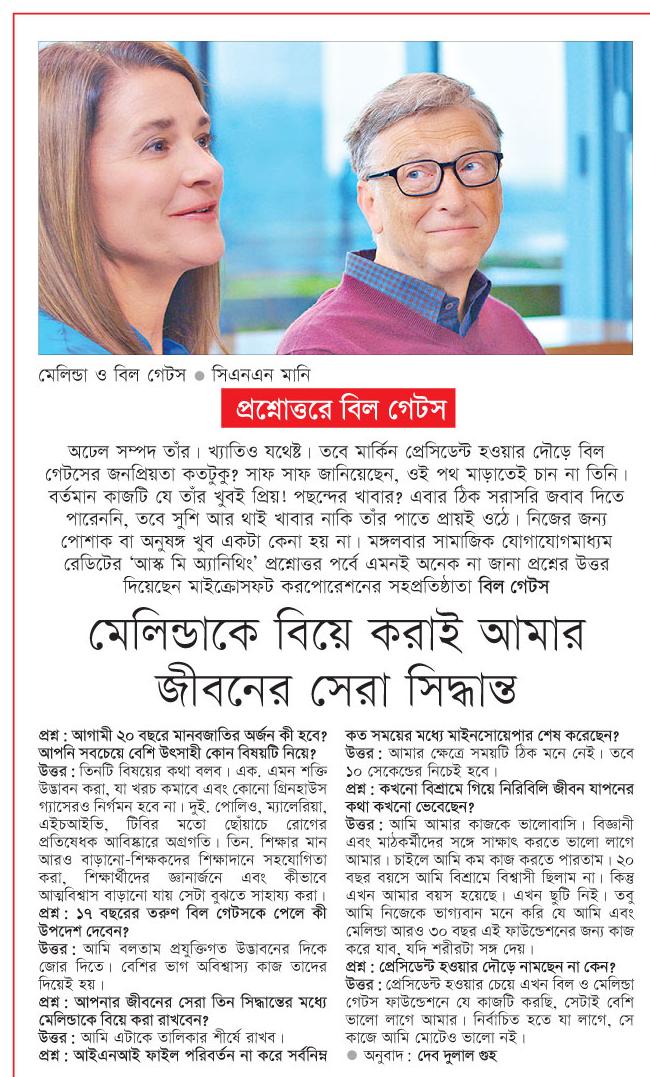 মেলিন্ডা ও বিল গেটস ● সিএনএন মানি
প্রশ্নোত্তরে বিল গেটস
অঢেল সম্পদ তাঁর। খ্যাতিও যথেষ্ট। তবে মার্কিন প্রেসিডেন্ট হওয়ার দৌড়ে বিল
গেটসের জনপ্রিয়তা কতটুকু? সাফ সাফ জানিয়েছেন, ওই পথ মাড়াতেই চান না তিনি।
বর্তমান কাজটি যে তাঁর খুবই প্রিয়! পছন্দের খাবার? এবার ঠিক সরাসরি জবাব দিতে
পারেননি, তবে সুশি আর থাই খাবার নাকি তাঁর পাতে প্রায়ই ওঠে। নিজের জন্য
পোশাক বা অনুষঙ্গ খুব একটা কেনা হয় না। মঙ্গলবার সামাজিক যোগাযোগমাধ্যম
রেডিটের ‘আস্ক মি অ্যানিথিং’ প্রশ্নোত্তর পর্বে এমনই অনেক না জানা প্রশ্নের উত্তর
দিয়েছেন মাইক্রোসফট করপোরেশনের সহপ্রতিষ্ঠাতা বিল গেটস
মেলিন্ডাকে বিয়ে করাই আমার
জীবনের সেরা সিদ্ধান্ত
প্রশ্ন : আগামী ২০ বছরে মানবজাতির অর্জন কী হবে?
আপনি সবচেয়ে বেশি উৎসাহী কোন বিষয়টি নিয়ে?
উত্তর : তিনটি বিষয়ের কথা বলব। এক. এমন শক্তি
উদ্ভাবন করা, যা খরচ কমাবে এবং কোনো গ্রিনহাউস
গ্যাসেরও নির্গমন হবে না। দুই. পোলিও, ম্যালেরিয়া,
এইচআইভি, টিবির মতো ছোঁয়াচে রোগের
প্রতিষেধক আবিষ্কারে অগ্রগতি। তিন. শিক্ষার মান
আরও বাড়ানো-শিক্ষকদের শিক্ষাদানে সহযোগিতা
করা, শিক্ষার্থীদের জ্ঞানার্জনে এবং কীভাবে
আত্মবিশ্বাস বাড়ানো যায় সেটা বুঝতে সাহায্য করা।
প্রশ্ন : ১৭ বছরের তরুণ বিল গেটসকে পেলে কী
উপদেশ দেবেন?
উত্তর : আমি বলতাম প্রযুক্তিগত উদ্ভাবনের দিকে
জোর দিতে। বেশির ভাগ অবিশ্বাস্য কাজ তাদের
দিয়েই হয়।
প্রশ্ন : আপনার জীবনের সেরা তিন সিদ্ধান্তের মধ্যে
মেলিন্ডাকে বিয়ে করা রাখবেন?
উত্তর : আমি এটাকে তালিকার শীর্ষে রাখব।
প্রশ্ন : আইএনআই ফাইল পরিবর্তন না করে সর্বনিম্ন
কত সময়ের মধ্যে মাইনসোয়েপার শেষ করেছেন?
উত্তর : আমার ক্ষেত্রে সময়টি ঠিক মনে নেই। তবে
১০ সেকেন্ডের নিচেই হবে।
প্রশ্ন : কখনো বিশ্রামে গিয়ে নিরিবিলি জীবন যাপনের
কথা কখনো ভেবেছেন?
উত্তর : আমি আমার কাজকে ভালোবাসি। বিজ্ঞানী
এবং মাঠকর্মীদের সঙ্গে সাক্ষাৎ করতে ভালো লাগে
আমার। চাইলে আমি কম কাজ করতে পারতাম। ২০
বছর বয়সে আমি বিশ্রামে বিশ্বাসী ছিলাম না। কিন্তু
এখন আমার বয়স হয়েছে। এখন ছুটি নিই। তবু
আমি নিজেকে ভাগ্যবান মনে করি যে আমি এবং
মেলিন্ডা আরও ৩০ বছর এই ফাউন্ডেশনের জন্য কাজ
করে যাব, যদি শরীরটা সঙ্গ দেয়।
প্রশ্ন : প্রেসিডেন্ট হওয়ার দৌড়ে নামছেন না কেন?
উত্তর : প্রেসিডেন্ট হওয়ার চেয়ে এখন বিল ও মেলিন্ডা
গেটস ফাউন্ডেশনে যে কাজটি করছি, সেটাই বেশি
ভালো লাগে আমার। নির্বাচিত হতে যা লাগে, সে
কাজে আমি মোটেও ভালো নই।
● অনুবাদ : দেব দুলাল গুহ